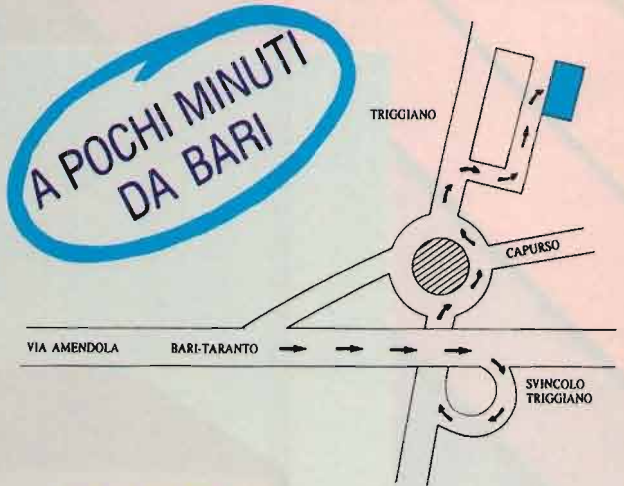 A POCHI MINUTI
DA BARI
TRIGGIANO
CAPURSO
VIA AMENDOLA
BARI-TARANTO
SVINCOLO
TRIGGIANO